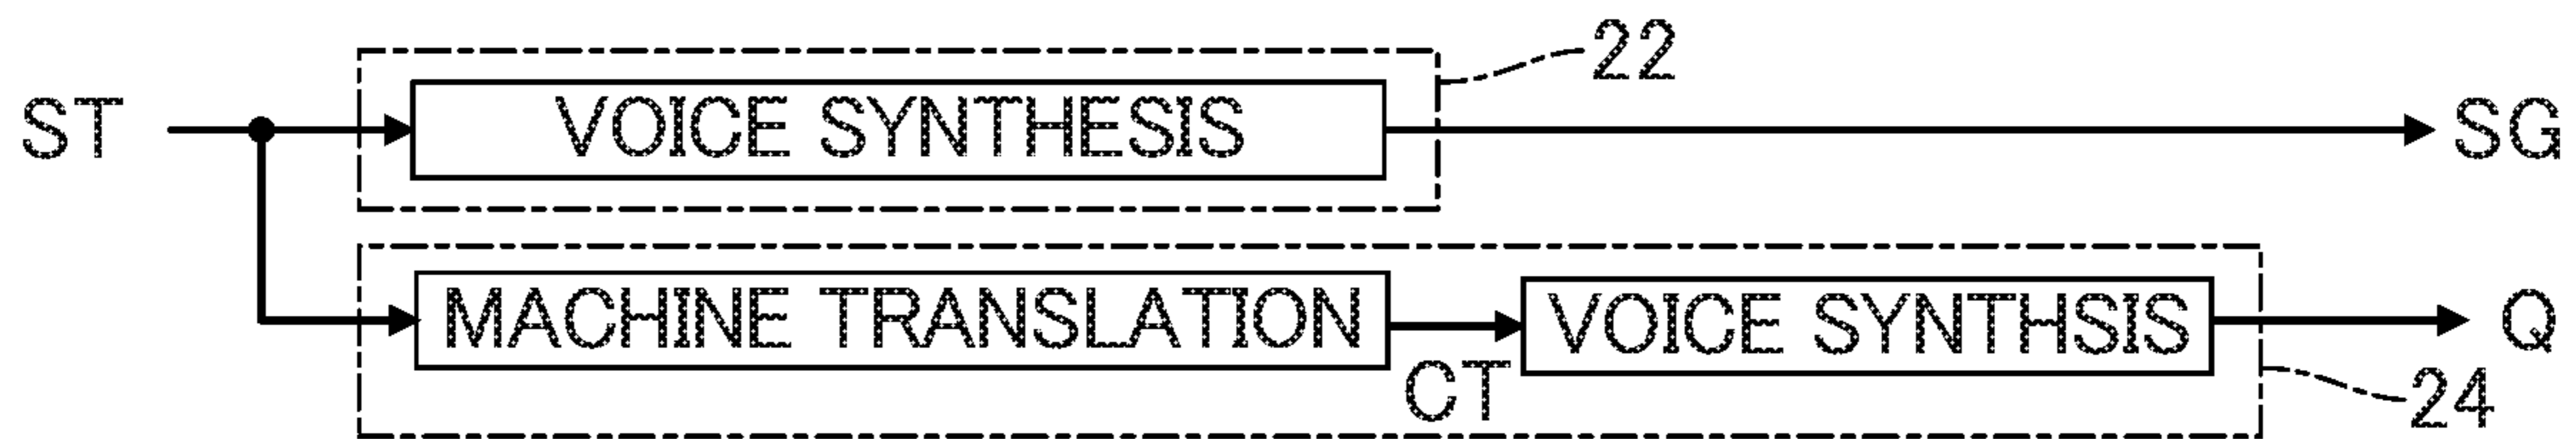 22
ST VOICE SYNTHESIS SG
MACHINE TRANSLATION CT VOICE SYNTHSIS Q
24